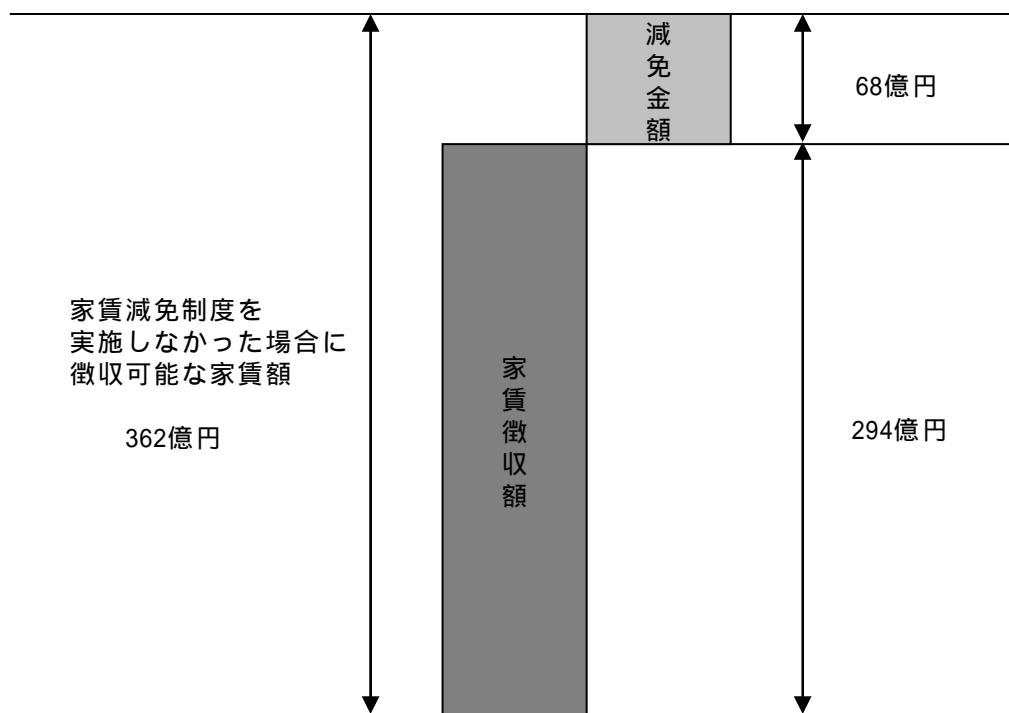 減免金額
68億円
家賃減免制度を
実施しなかった場合に
徴収可能な家賃額
362億円
家賃徴収額
294億円